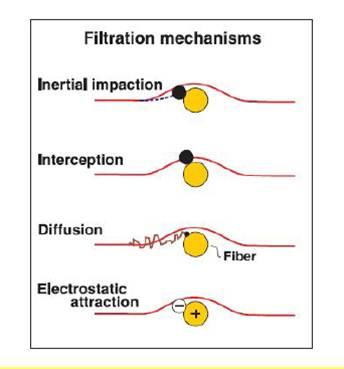 Filtration mechanisms
Inertial impaction
Interception
Diffusion
Fiber
Electrostatic
attraction
−
+